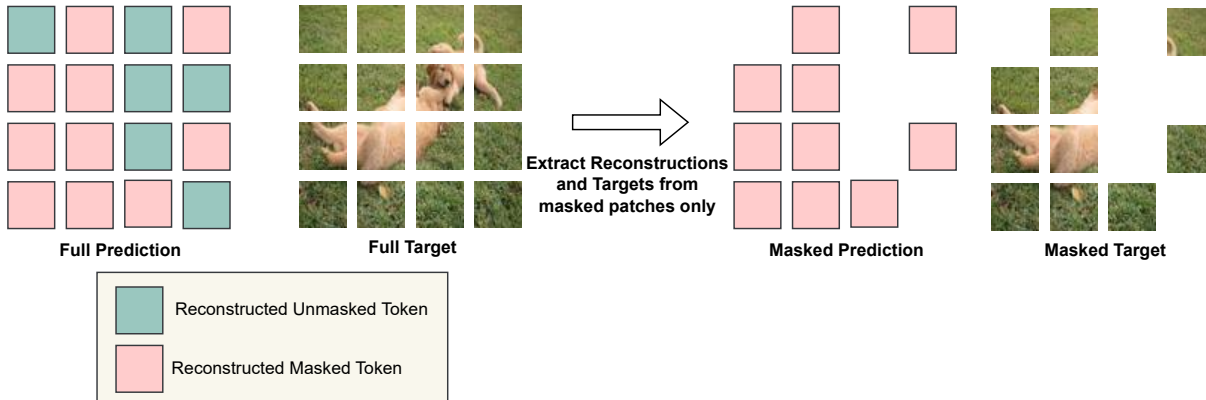 Extract Reconstructions
and Targets from
masked patches only
Full Prediction
Full Target
Masked Prediction
Masked Target
Reconstructed Unmasked Token
Reconstructed Masked Token